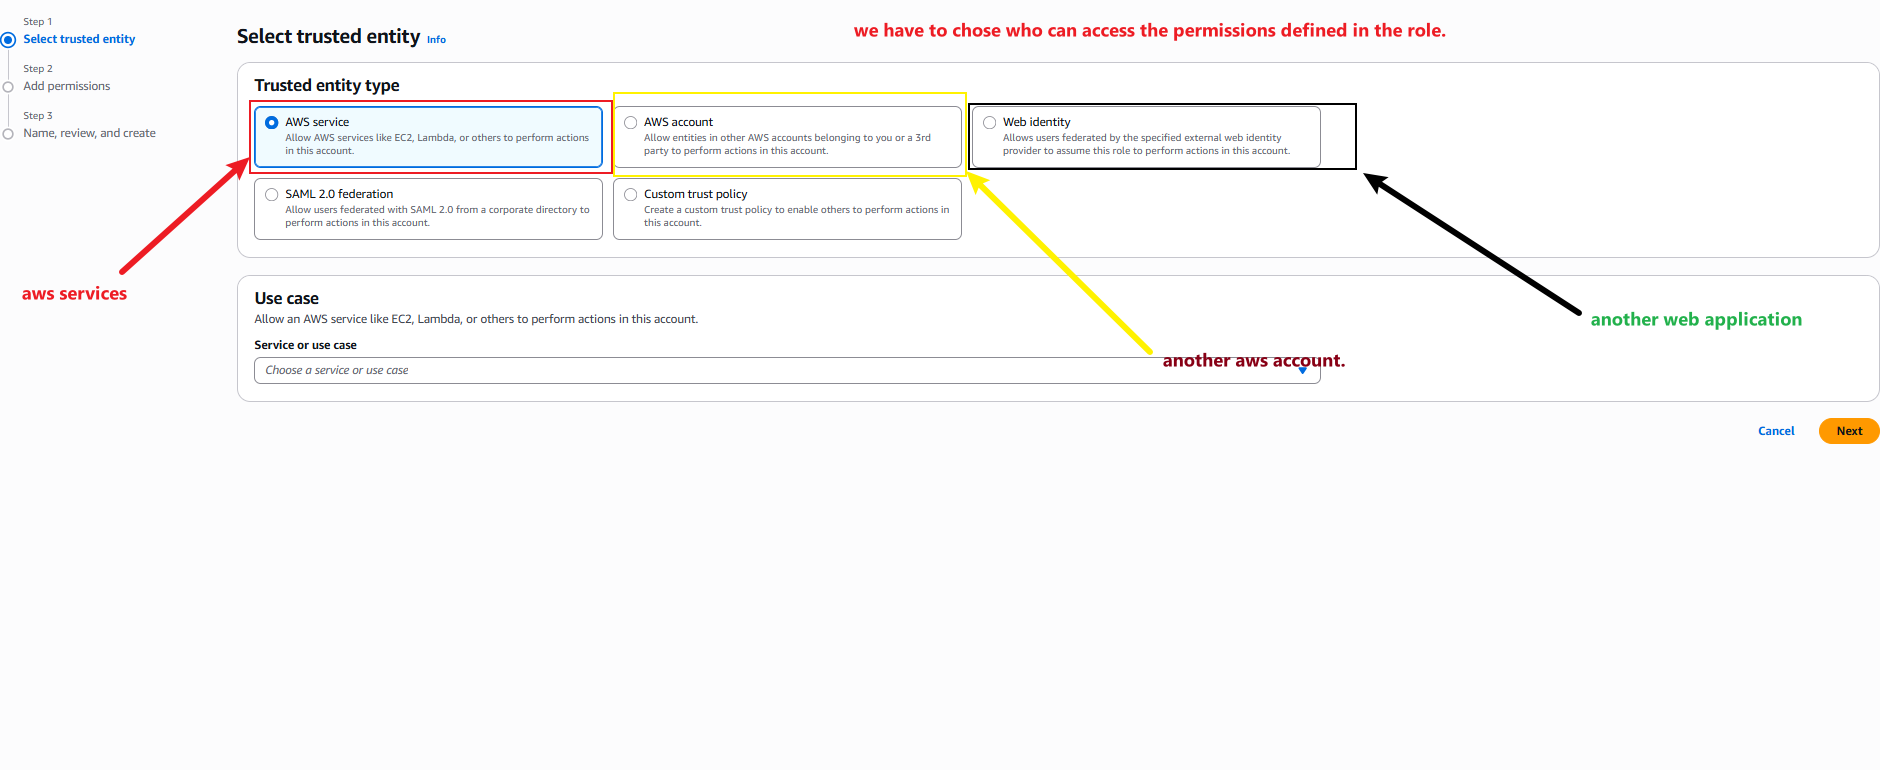 Step 1
Select trusted entity
Step 2
Add permissions
Step 3
Name, review, and create
Select trusted entity Info
we have to chose who can access the permissions defined in the role.
Trusted entity type
AWS service
Allow AWS services like EC2, Lambda, or others to perform actions
in this account.
AWS account
Allow entities in other AWS accounts belonging to you or a 3rd
party to perform actions in this account.
Web identity
Allows users federated by the specified external web identity
provider to assume this role to perform actions in this account.
SAML 2.0 federation
Allow users federated with SAML 2.0 from a corporate directory to
perform actions in this account.
Custom trust policy
Create a custom trust policy to enable others to perform actions in
this account.
aws services
another web application
another aws account.
Use case
Allow an AWS service like EC2, Lambda, or others to perform actions in this account.
Service or use case
Choose a service or use case
Cancel
Next